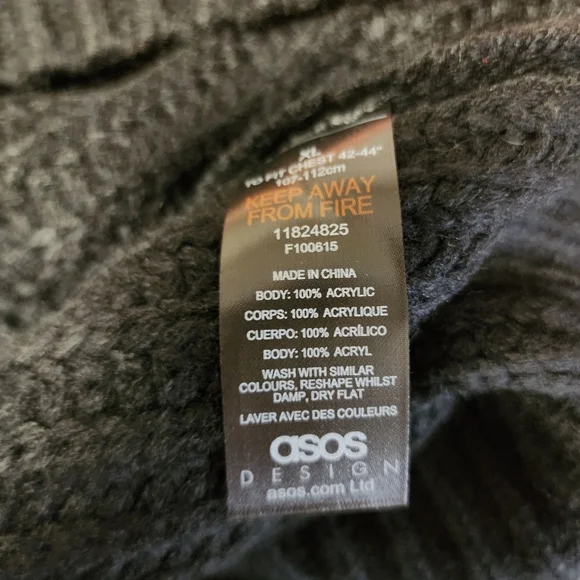 XL
TO FIT CHEST 42-44"
107-112cm
KEEP AWAY
FROM FIRE
11824825
F100615
MADE IN CHINA
BODY: 100% ACRYLIC
CORPS: 100% ACRYLIQUE
CUERPO: 100% ACRÍLICO
BODY: 100% ACRYL
WASH WITH SIMILAR
COLOURS, RESHAPE WHILST
DAMP, DRY FLAT
LAVER AVEC DES COULEURS
asos
DESIGN
asos.com Ltd